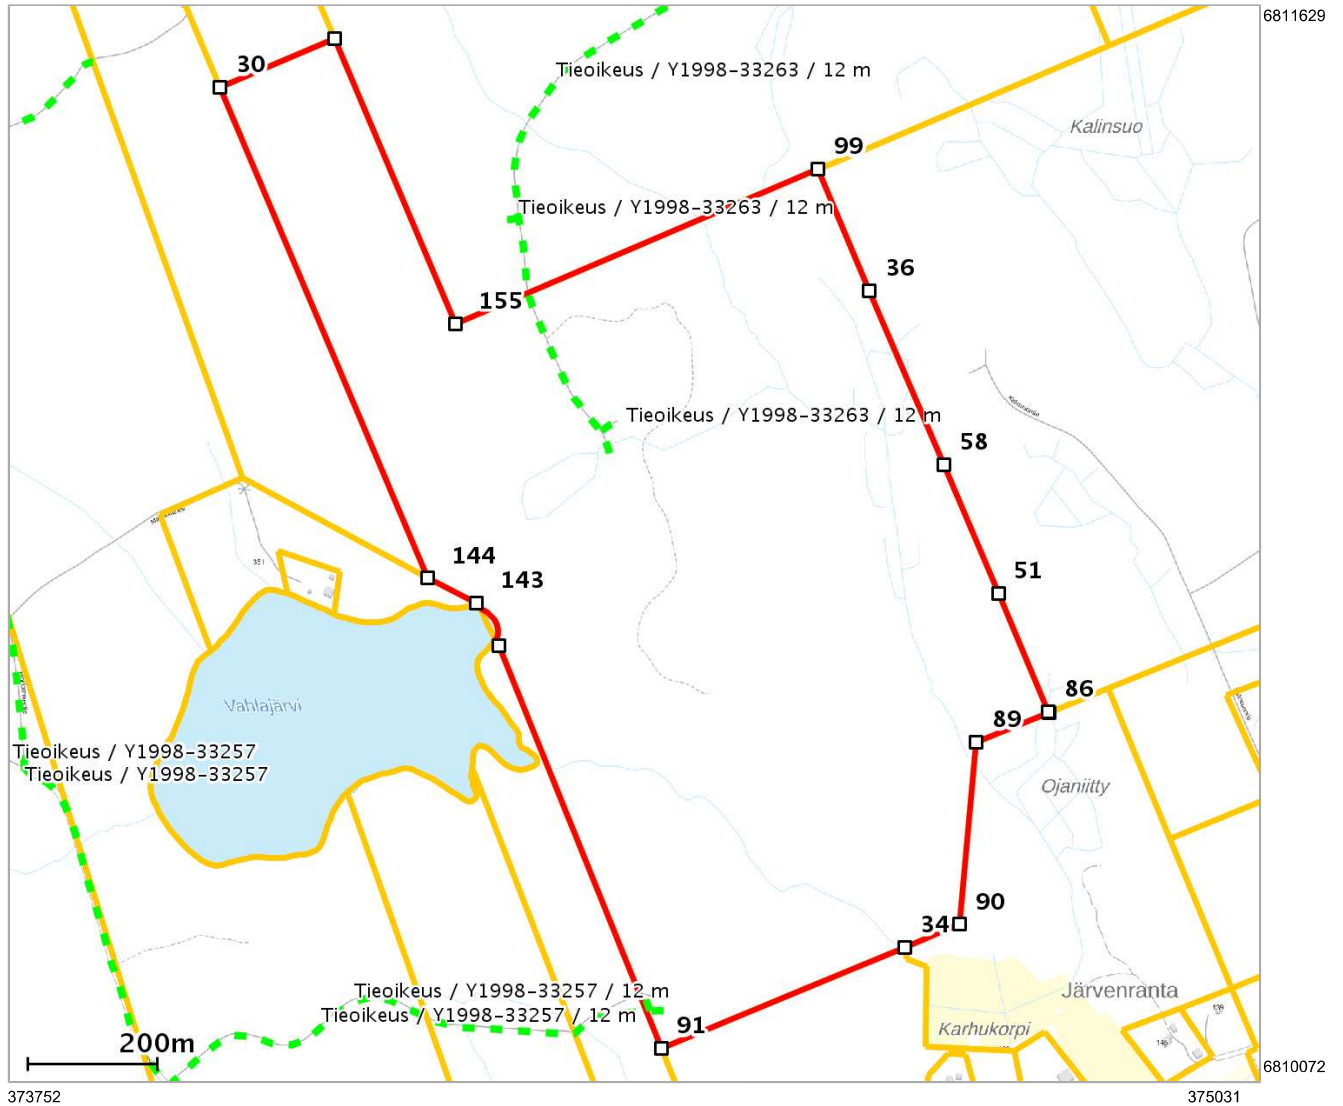 6811629
30
Tieoikeus / Y1998-33263 / 12 m
Kalinsuo
99
Tieoikeus / Y1998-33263 / 12 m
36
155
Tieoikeus / Y1998-33263 / 12 m
58
144
351
51
143
86
Vahlajärvi
89
Tieoikeus / Y1998-33257
Tieoikeus / Y1998-33257
Ojaniitty
90
34
Tieoikeus / Y1998-33257 / 12 m
Järvenranta
Tieoikeus / Y1998-33257 / 12 m
91
Karhukorpi
200m
6810072
373752
375031